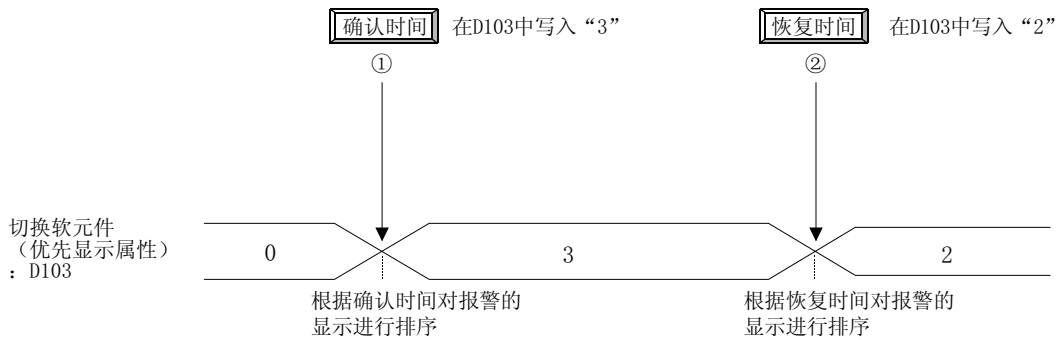 确认时间 在D103中写入“3” 恢复时间 在D103中写入“2”
① ②
切换软元件
（优先显示属性）
：D103
0 3 2
根据确认时间对报警的 根据恢复时间对报警的
显示进行排序 显示进行排序